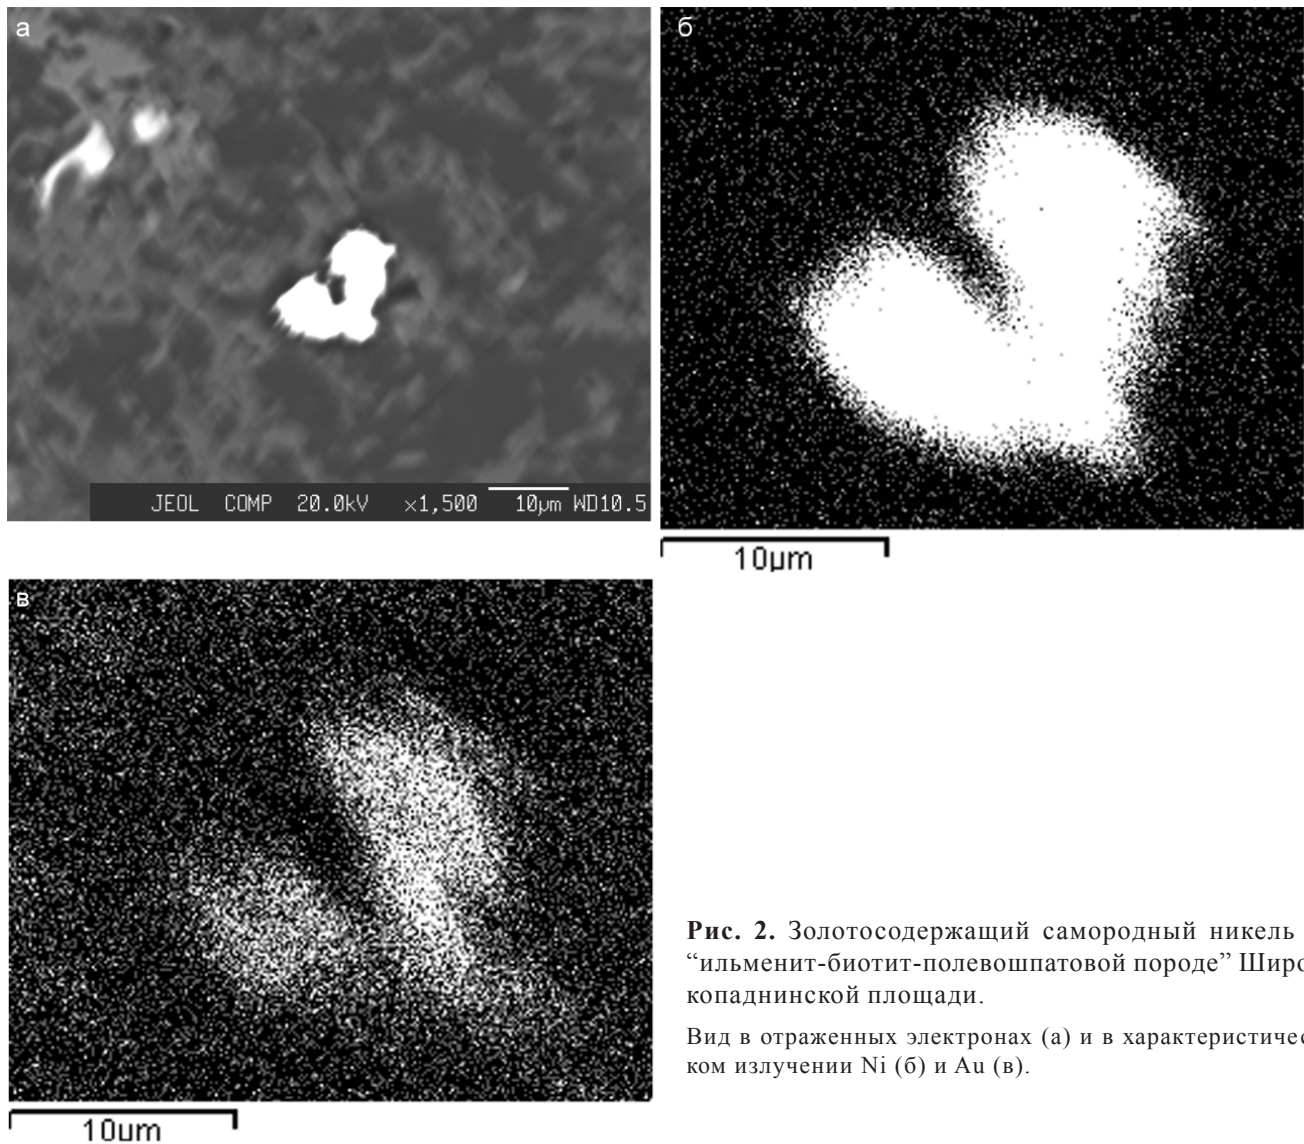 а
JEOL COMP 20.0kV ×1,500 10µm WD10.5
б
10µm
в
10µm
Рис. 2. Золотосодержащий самородный никель
“ильменит-биотит-полевошпатовой породе” Широ
копаднинской площади.
Вид в отраженных электронах (а) и в характеристичес
ком излучении Ni (б) и Au (в).